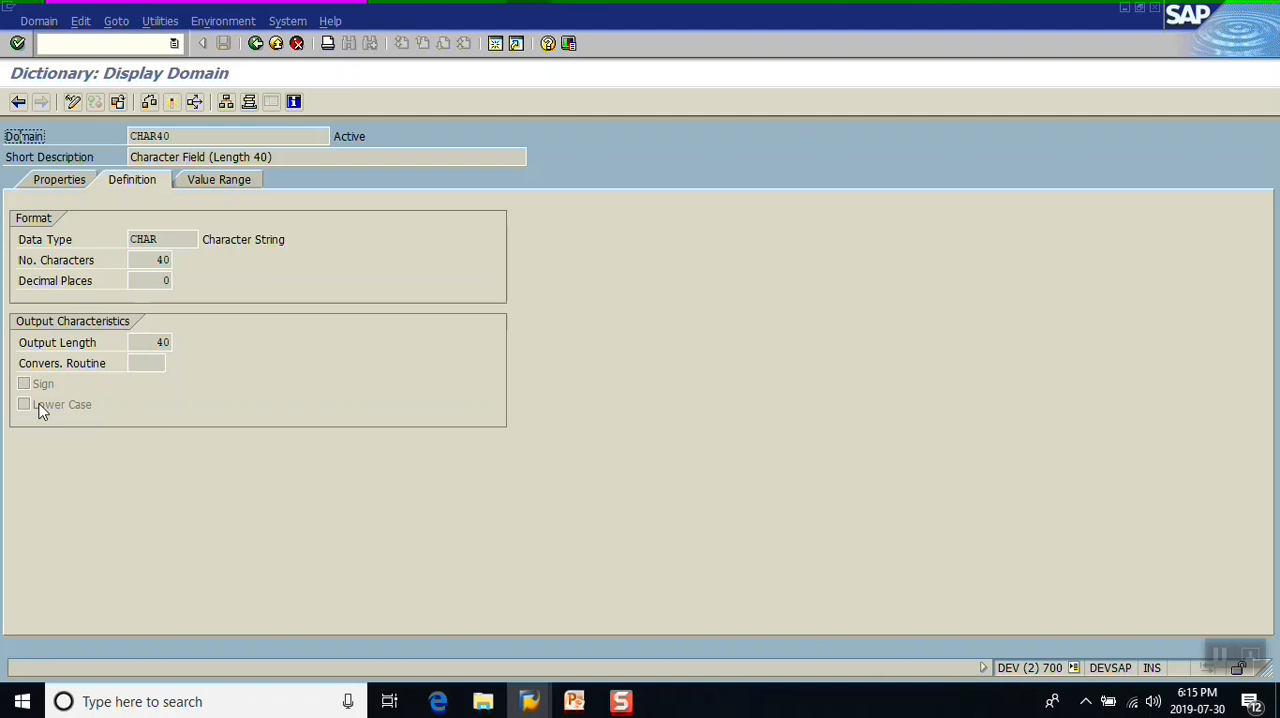 Domain Edit Goto Utilities Environment System Help
SAP
Dictionary: Display Domain
Domain CHAR40 Active
Short Description Character Field (Length 40)
Properties Definition Value Range
Format
Data Type CHAR Character String
No. Characters 40
Decimal Places 0
Output Characteristics
Output Length 40
Convers. Routine
Sign
Lower Case
DEV (2) 700 DEVSAP INS
Type here to search
6:15 PM
2019-07-30
12